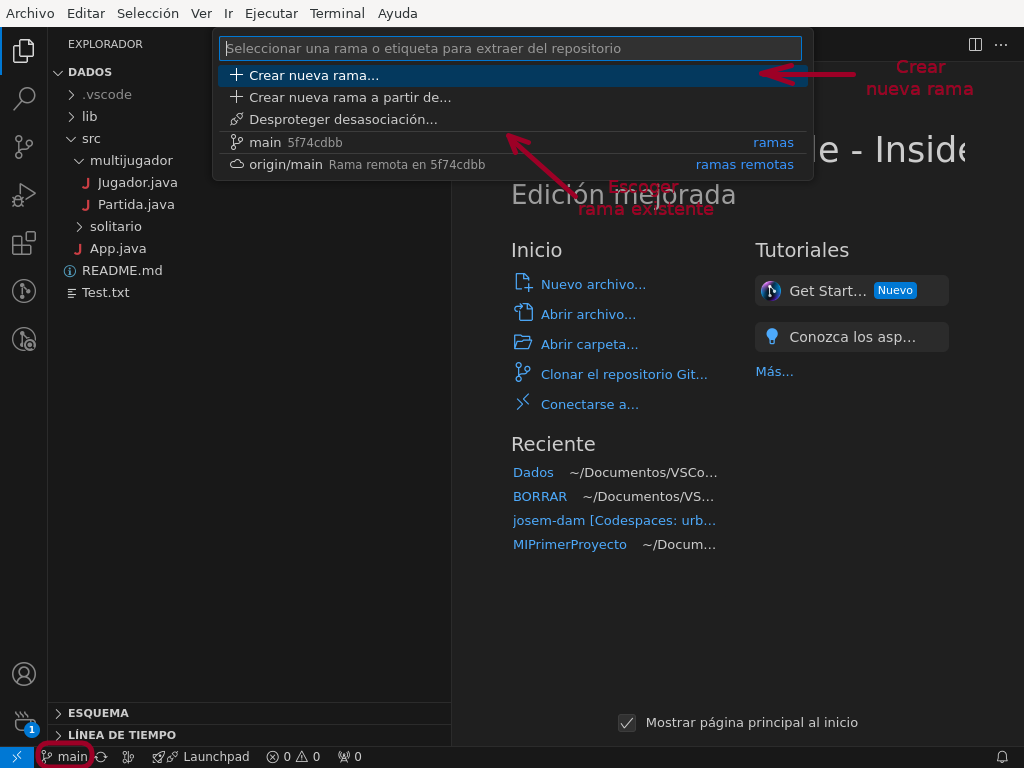 Archivo Editar Selección Ver Ir Ejecutar Terminal Ayuda
EXPLORADOR
DADOS
.vscode
lib
src
multijugador
Jugador.java
Partida.java
solitario
App.java
README.md
Test.txt
ESQUEMA
LÍNEA DE TIEMPO
Seleccionar una rama o etiqueta para extraer del repositorio
Crear nueva rama...
Crear nueva rama a partir de...
Desproteger desasociación...
main 5f74cdbb ramas
origin/main Rama remota en 5f74cdbb ramas remotas
Crear
nueva rama
Escoger
rama existente
- Inside
Edición mejorada
Inicio
Nuevo archivo...
Abrir archivo...
Abrir carpeta...
Clonar el repositorio Git...
Conectarse a...
Reciente
Dados ~/Documentos/VSCo...
BORRAR ~/Documentos/VS...
josem-dam [Codespaces: urb...
MIPrimerProyecto ~/Docum...
Tutoriales
Get Start... Nuevo
Conozca los asp...
Más...
Mostrar página principal al inicio
1
main Launchpad 0 0 0